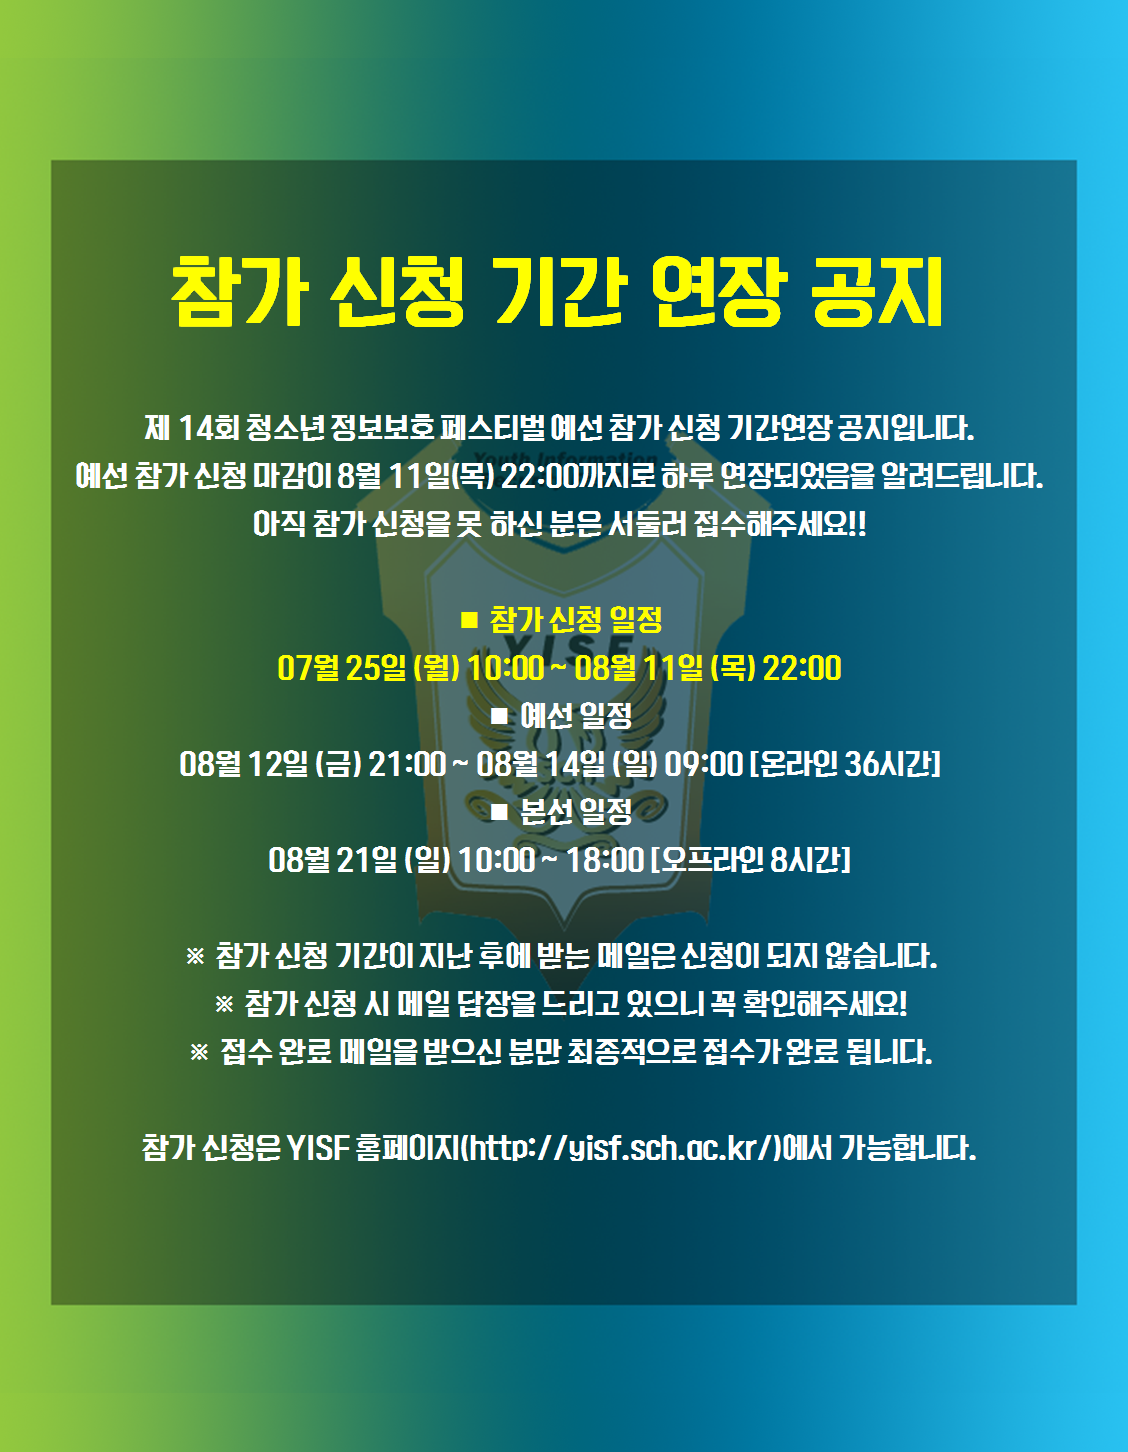 참가 신청 기간 연장 공지
제 14회 청소년 정보보호 페스티벌 예선 참가 신청 기간연장 공지입니다.
예선 참가 신청 마감이 8월 11일(목) 22:00까지로 하루 연장되었음을 알려드립니다.
아직 참가 신청을 못 하신 분은 서둘러 접수해주세요!!
■ 참가 신청 일정
07월 25일 (월) 10:00 ~ 08월 11일 (목) 22:00
■ 예선 일정
08월 12일 (금) 21:00 ~ 08월 14일 (일) 09:00 [온라인 36시간]
■ 본선 일정
08월 21일 (일) 10:00 ~ 18:00 [오프라인 8시간]
※ 참가 신청 기간이 지난 후에 받는 메일은 신청이 되지 않습니다.
※ 참가 신청 시 메일 답장을 드리고 있으니 꼭 확인해주세요!
※ 접수 완료 메일을 받으신 분만 최종적으로 접수가 완료 됩니다.
참가 신청은 YISF 홈페이지(http://yisf.sch.ac.kr/)에서 가능합니다.
Youth Information
YISF